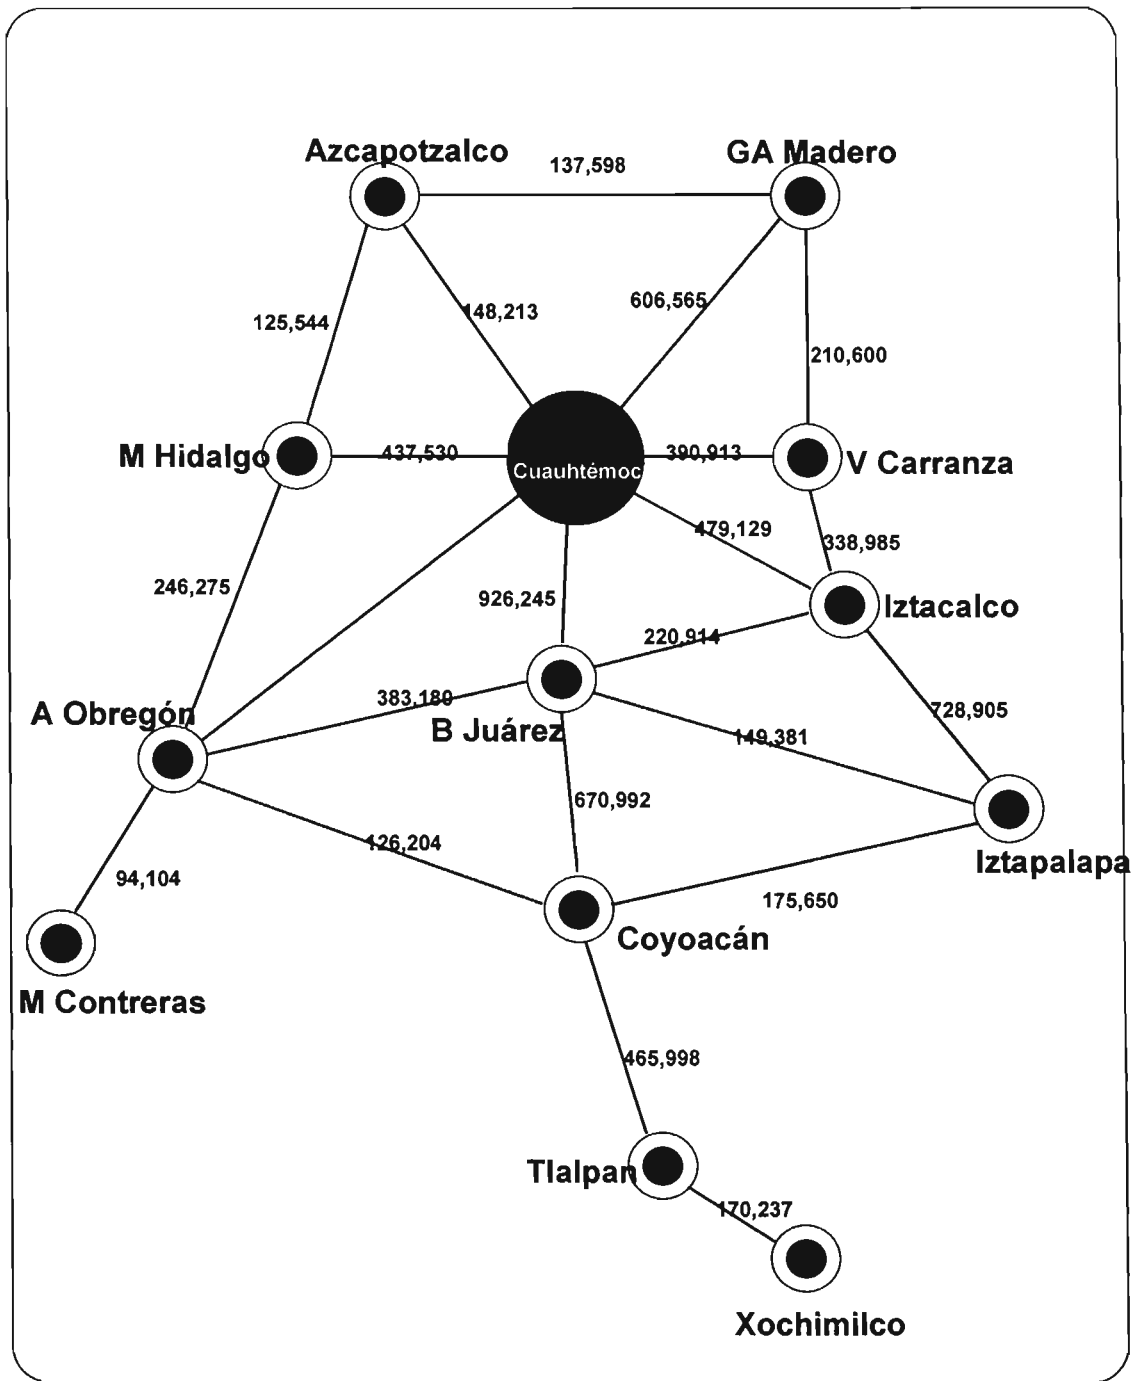 Azcapotzalco
137,598
GA Madero
148,213
606,565
125,544
210,600
M Hidalgo
437,530
Cuauhtémoc
390,913
V Carranza
479,129
338,985
246,275
926,245
Iztacalco
220,914
383,180
A Obregón
B Juárez
728,905
149,381
670,992
126,204
Iztapalapa
94,104
175,650
Coyoacán
M Contreras
465,998
Tlalpan
170,237
Xochimilco